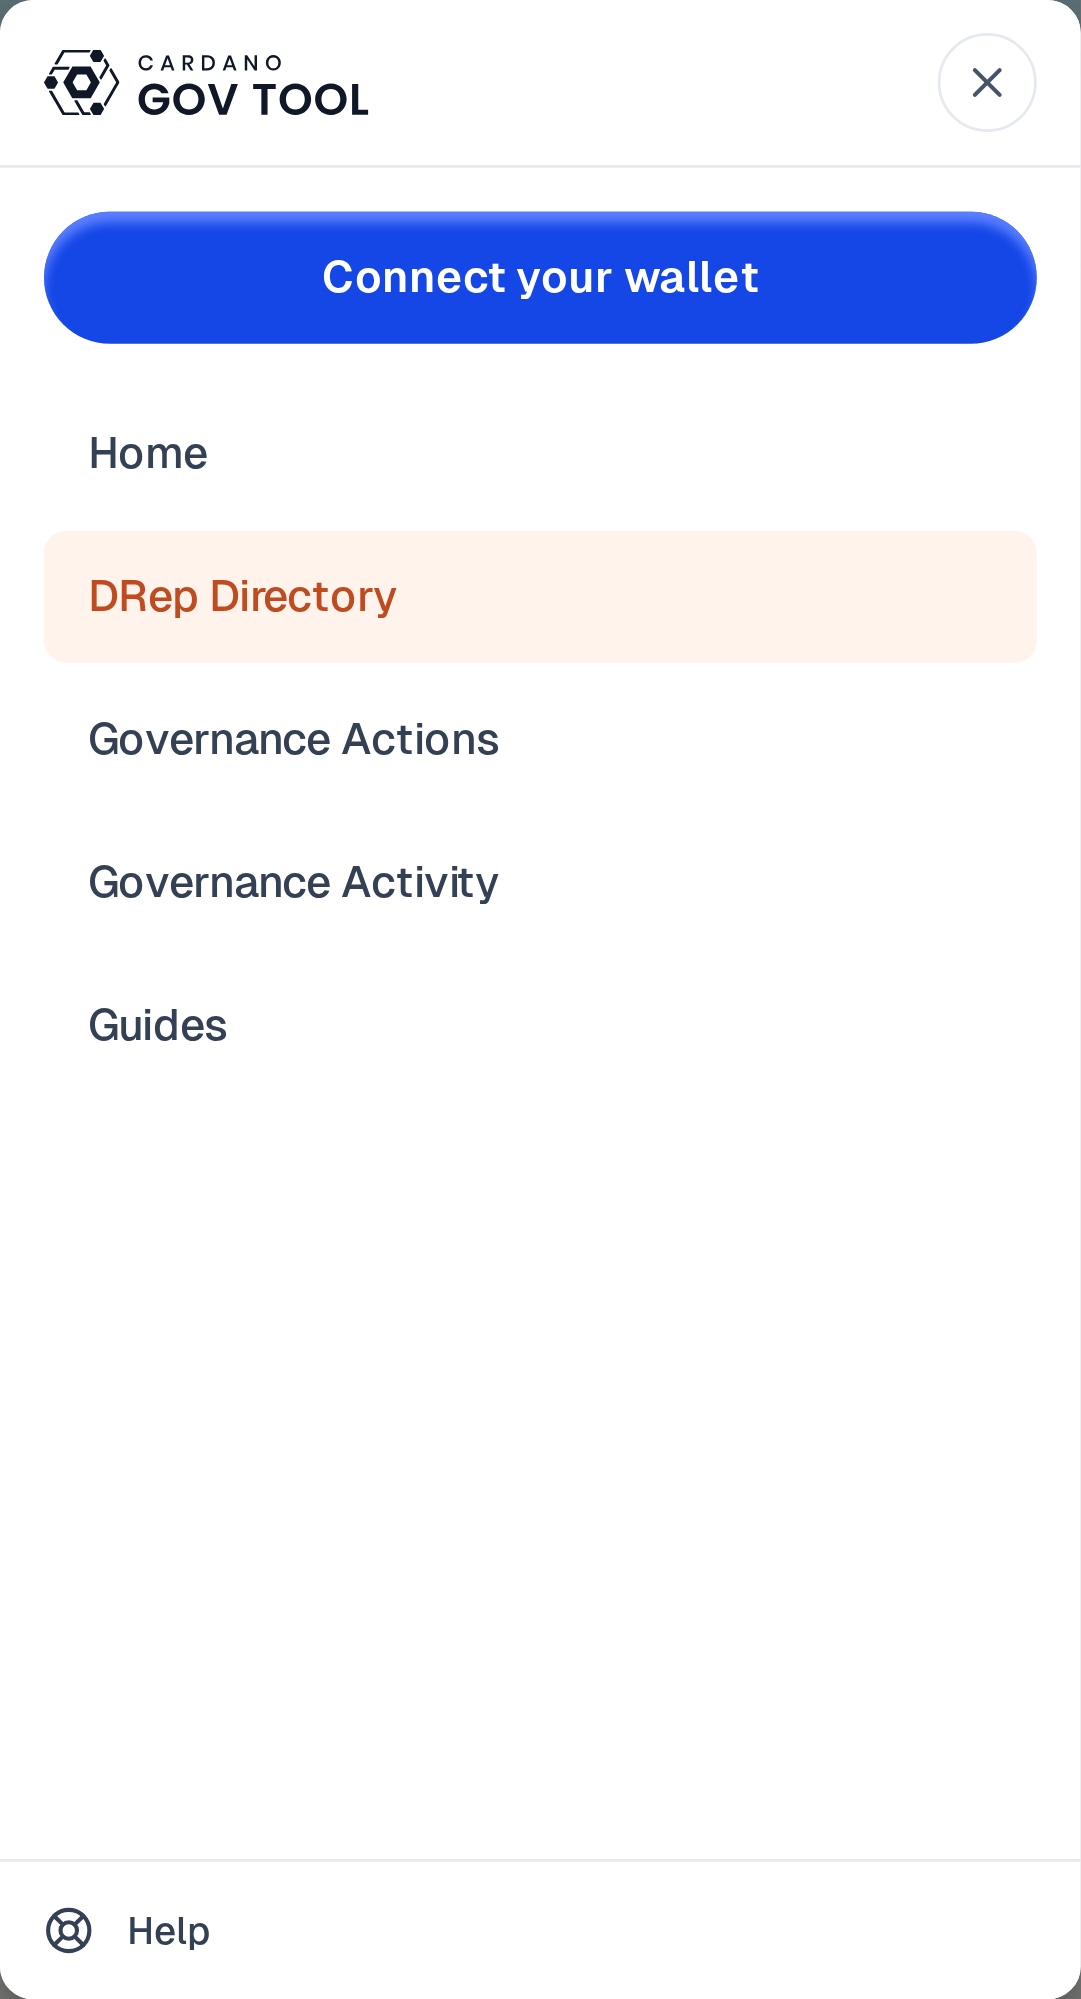 CARDANO
GOV TOOL
Connect your wallet
Home
DRep Directory
Governance Actions
Governance Activity
Guides
Help